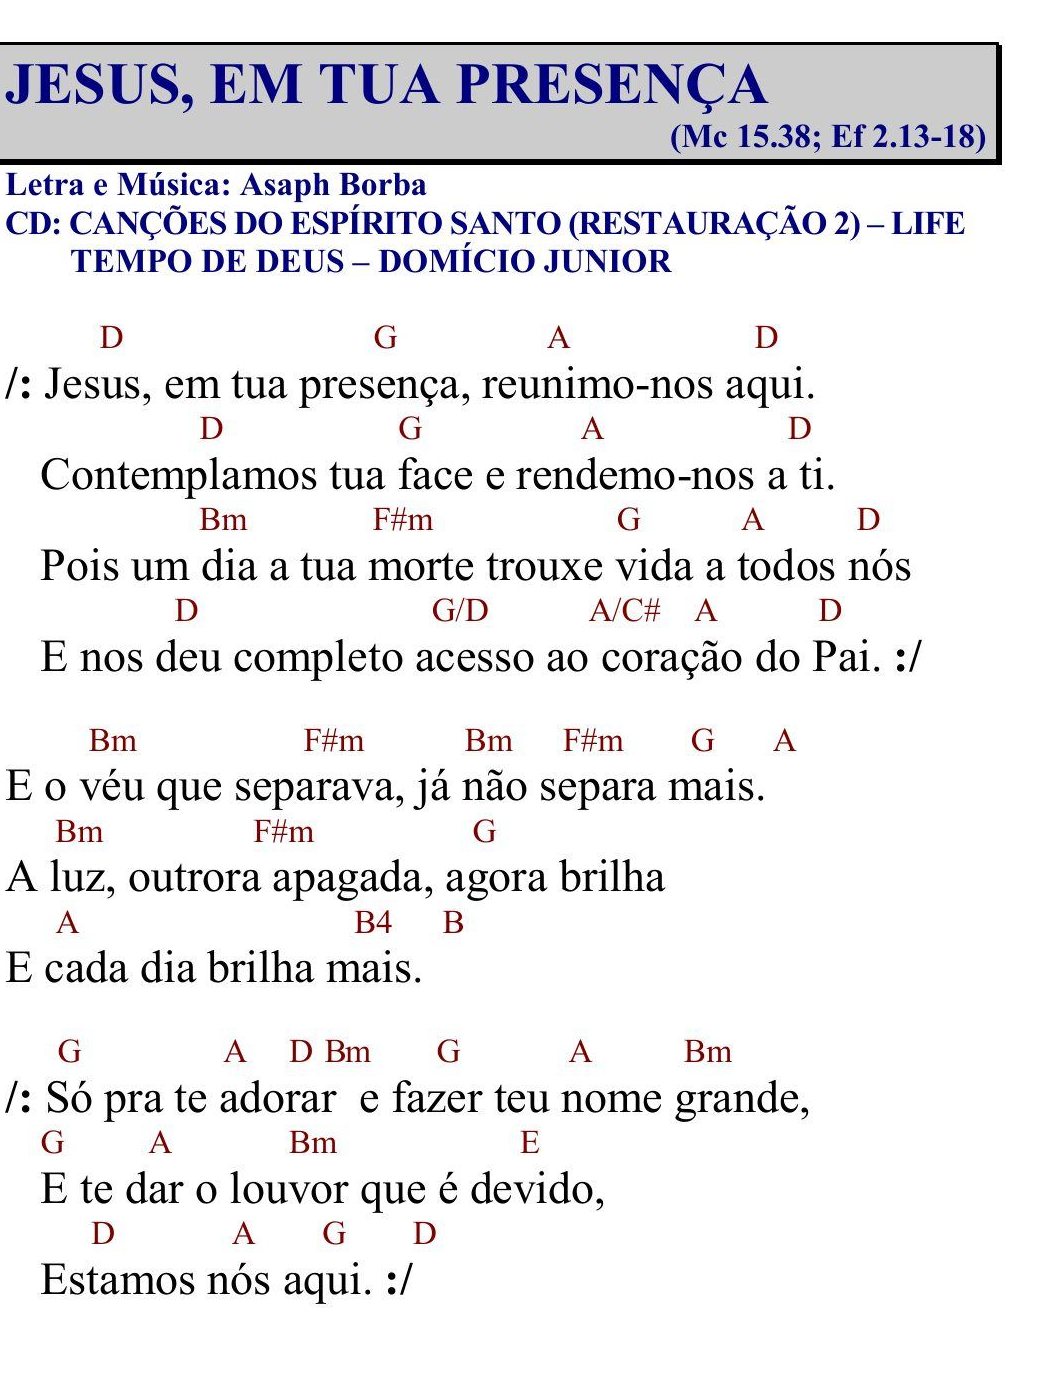 JESUS, EM TUA PRESENÇA
(Mc 15.38; Ef 2.13-18)
Letra e Música: Asaph Borba
CD: CANÇÕES DO ESPÍRITO SANTO (RESTAURAÇÃO 2) – LIFE
TEMPO DE DEUS – DOMÍCIO JUNIOR
D G A D
/: Jesus, em tua presença, reunimo-nos aqui.
D G A D
Contemplamos tua face e rendemo-nos a ti.
Bm F#m G A D
Pois um dia a tua morte trouxe vida a todos nós
D G/D A/C# A D
E nos deu completo acesso ao coração do Pai. :/
Bm F#m Bm F#m G A
E o véu que separava, já não separa mais.
Bm F#m G
A luz, outrora apagada, agora brilha
A B4 B
E cada dia brilha mais.
G A D Bm G A Bm
/: Só pra te adorar e fazer teu nome grande,
G A Bm E
E te dar o louvor que é devido,
D A G D
Estamos nós aqui. :/